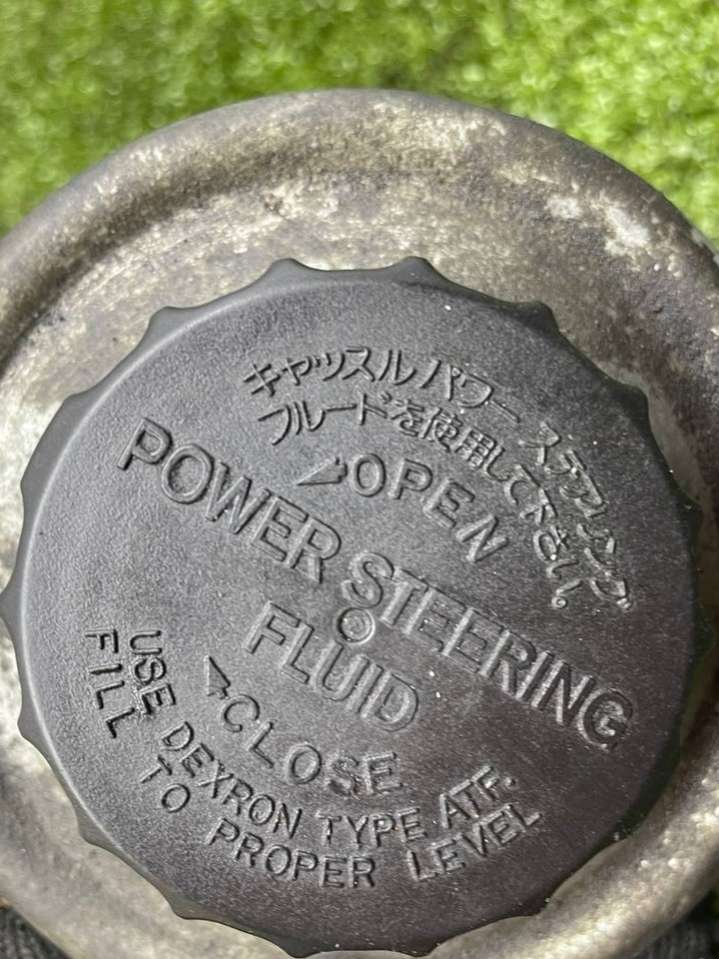 キャッスル パワー ステアリング
フルードを使用して下さい。
OPEN
POWER STEERING
FLUID
CLOSE
USE DEXRON TYPE ATF.
FILL TO PROPER LEVEL